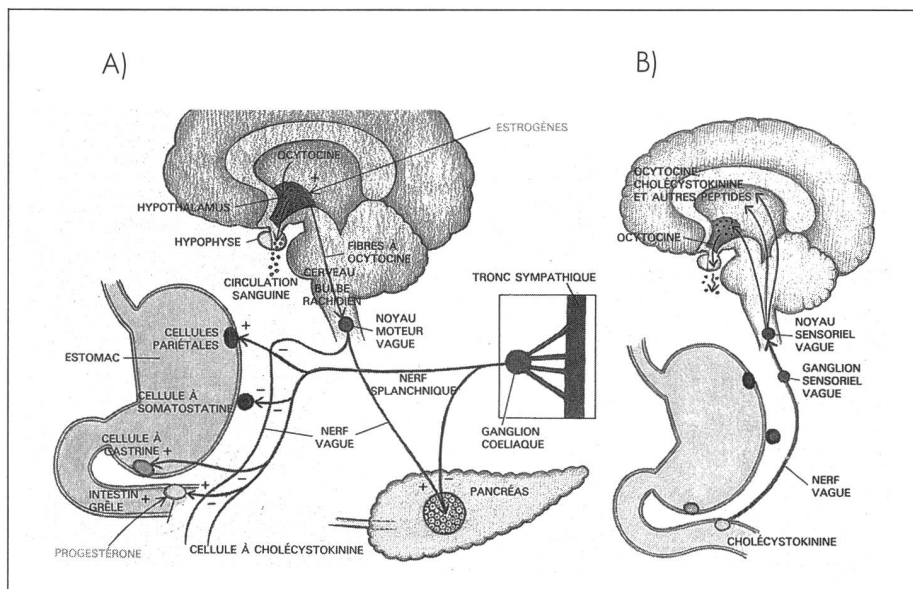 A)
ESTROGÈNES
OCYTOCINE
+
HYPOTHALAMUS
HYPOPHYSE
FIBRES À
OCYTOCINE
CIRCULATION
SANGUINE
CERVEAU
BULBE
RACHIDIEN
NOYAU
MOTEUR
VAGUE
TRONC SYMPATHIQUE
CELLULES
PARIÉTALES
+
–
ESTOMAC
–
NERF
SPLANCHNIQUE
CELLULE À
SOMATOSTATINE
–
–
GANGLION
COELIAQUE
NERF
VAGUE
CELLULE À
CASTRINE +
–
INTESTIN
GRÊLE
+
–
+
–
PANCRÉAS
PROGESTÉRONE
CELLULE À CHOLÉCYSTOKININE
B)
OCYTOCINE,
CHOLÉCYSTOKININE
ET AUTRES PEPTIDES
OCYTOCINE
NOYAU
SENSORIEL
VAGUE
GANGLION
SENSORIEL
VAGUE
NERF
VAGUE
CHOLÉCYSTOKININE